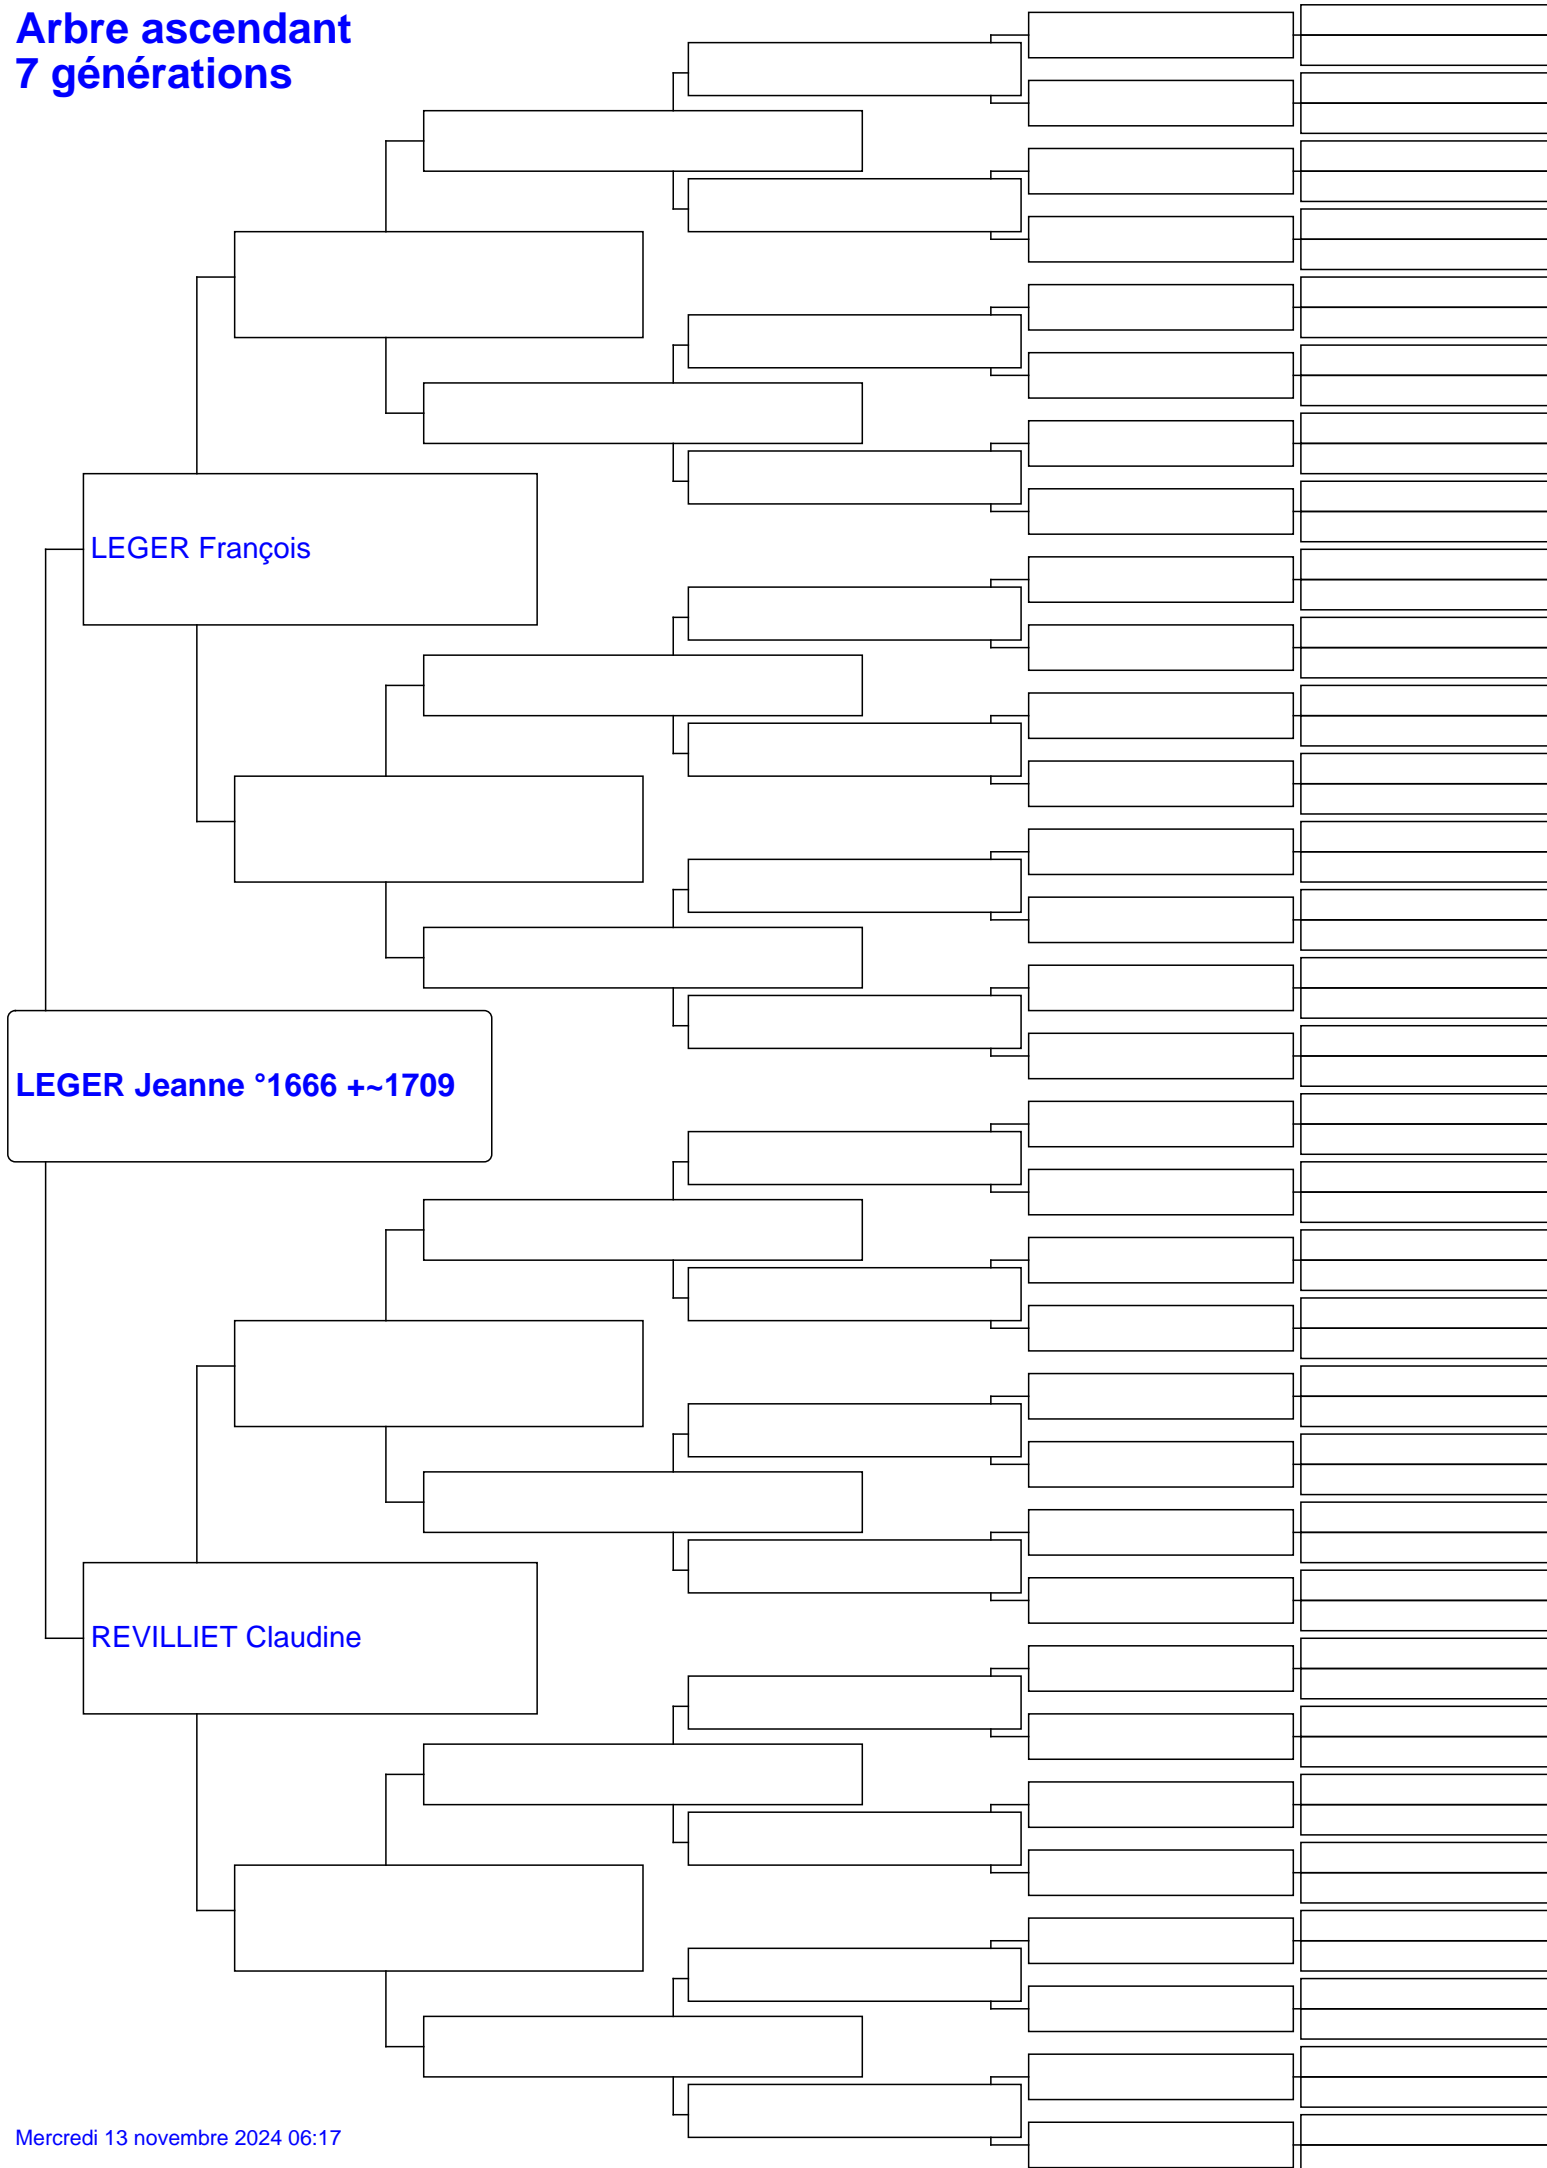 Arbre ascendant
7 générations
LEGER François
LEGER Jeanne °1666 +~1709
REVILLIET Claudine
Mercredi 13 novembre 2024 06:17